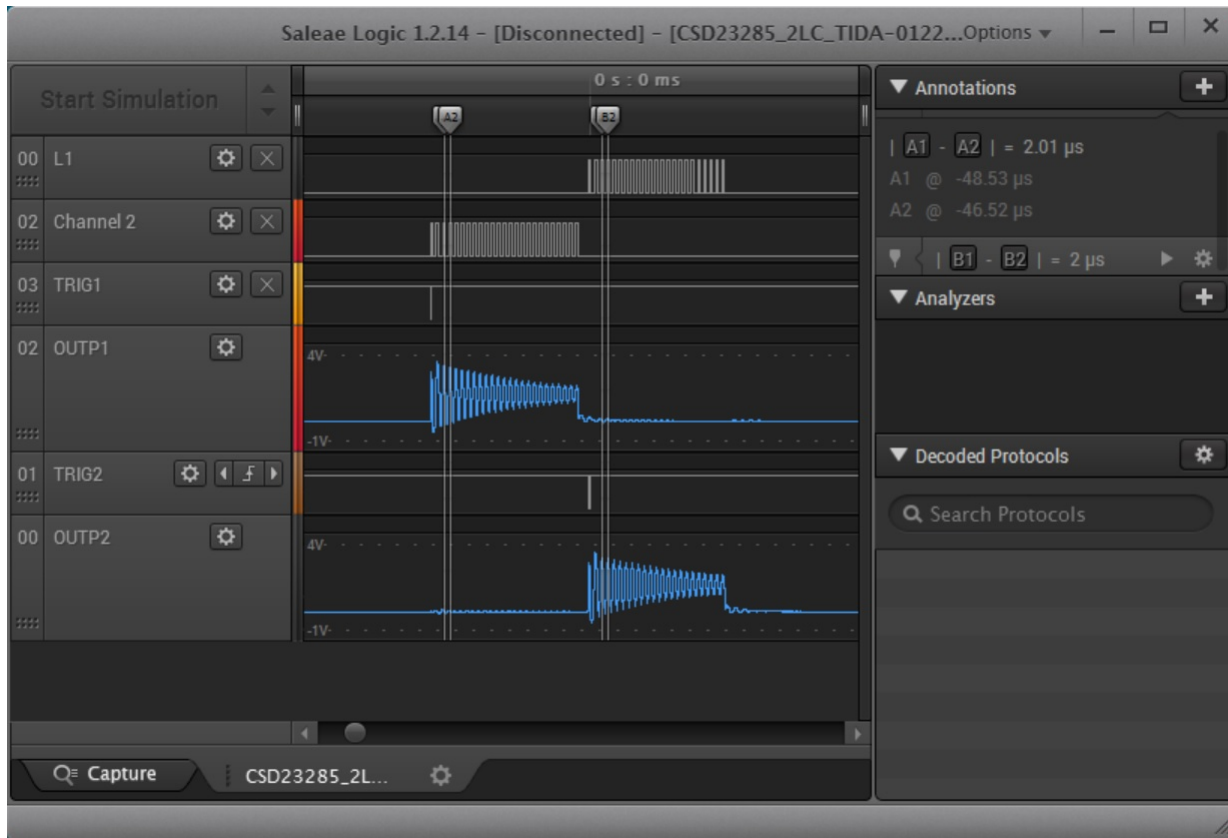 Saleae Logic 1.2.14 - [Disconnected] - [CSD23285_2LC_TIDA-0122...Options
Start Simulation
0 s : 0 ms
A2
B2
00 L1
02 Channel 2
03 TRIG1
02 OUTP1
4V
-1V
01 TRIG2
00 OUTP2
4V
-1V
Annotations
| A1 - A2 | = 2.01 µs
A1 @ -48.53 µs
A2 @ -46.52 µs
| B1 - B2 | = 2 µs
Analyzers
Decoded Protocols
Search Protocols
Capture
CSD23285_2L...